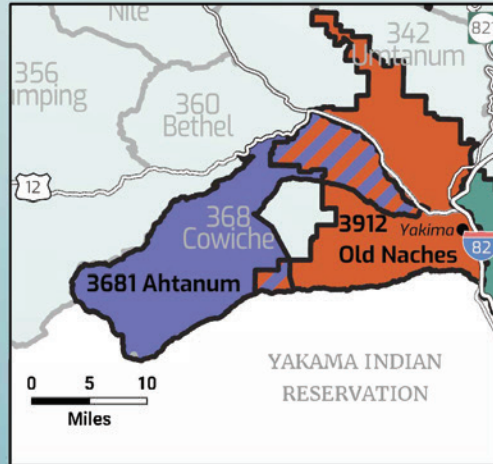 Nile
342
Umtanum
82
356
umping
360
Bethel
12
368
Cowiche
3912
Yakima
Old Naches
82
3681 Ahtanum
YAKAMA INDIAN
RESERVATION
0 5 10
Miles